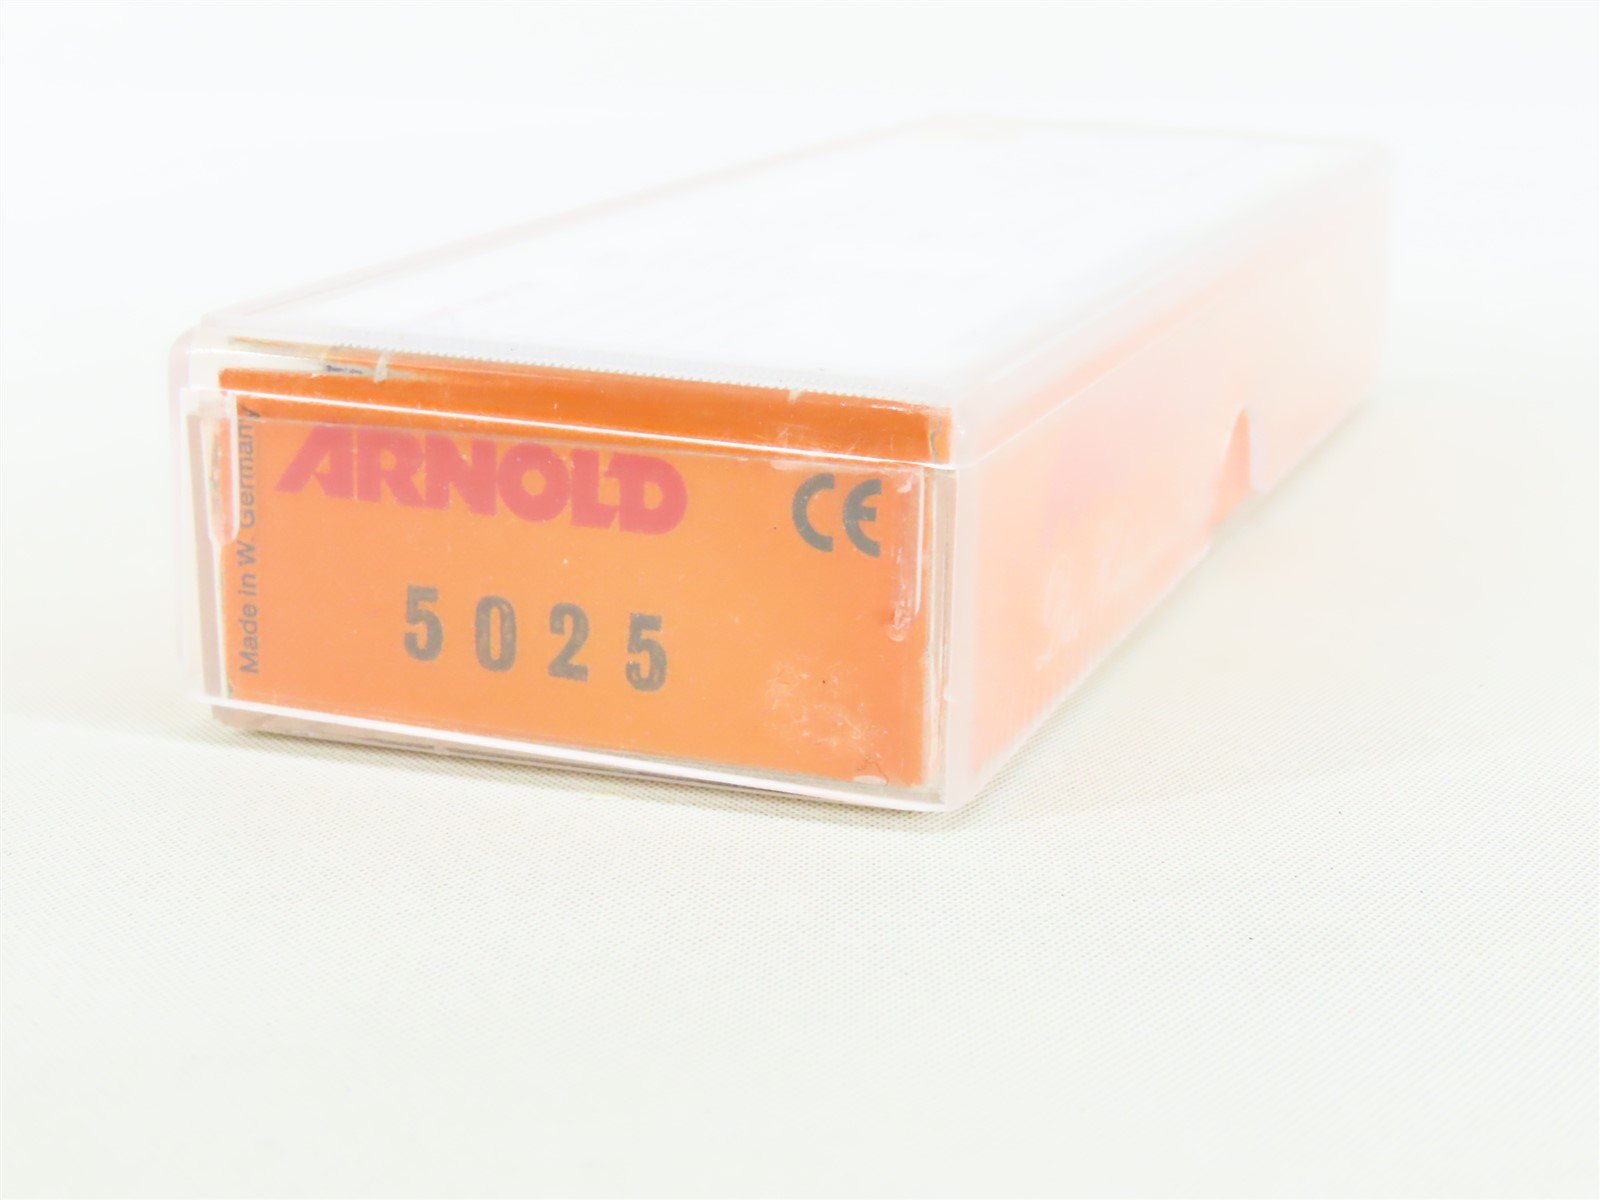 ARNOLD
CE
5025
Made in W. Germany